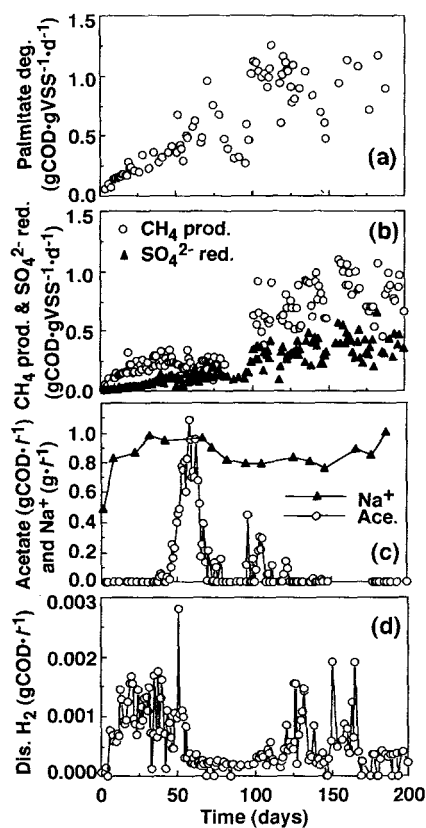 Palmitate deg.
(gCOD·gVSS⁻¹·d⁻¹)
1.5
1.0
0.5
0.0
(a)
CH₄ prod. & SO₄²⁻ red.
(gCOD·gVSS⁻¹·d⁻¹)
1.5
1.0
0.5
0.0
(b)
CH₄ prod.
SO₄²⁻ red.
Acetate (gCOD·l⁻¹)
and Na⁺ (g·l⁻¹)
1.2
1.0
0.8
0.6
0.4
0.2
0.0
Na⁺
Ace.
(c)
Dis. H₂ (gCOD·l⁻¹)
0.003
0.002
0.001
0.000
(d)
0 50 100 150 200
Time (days)